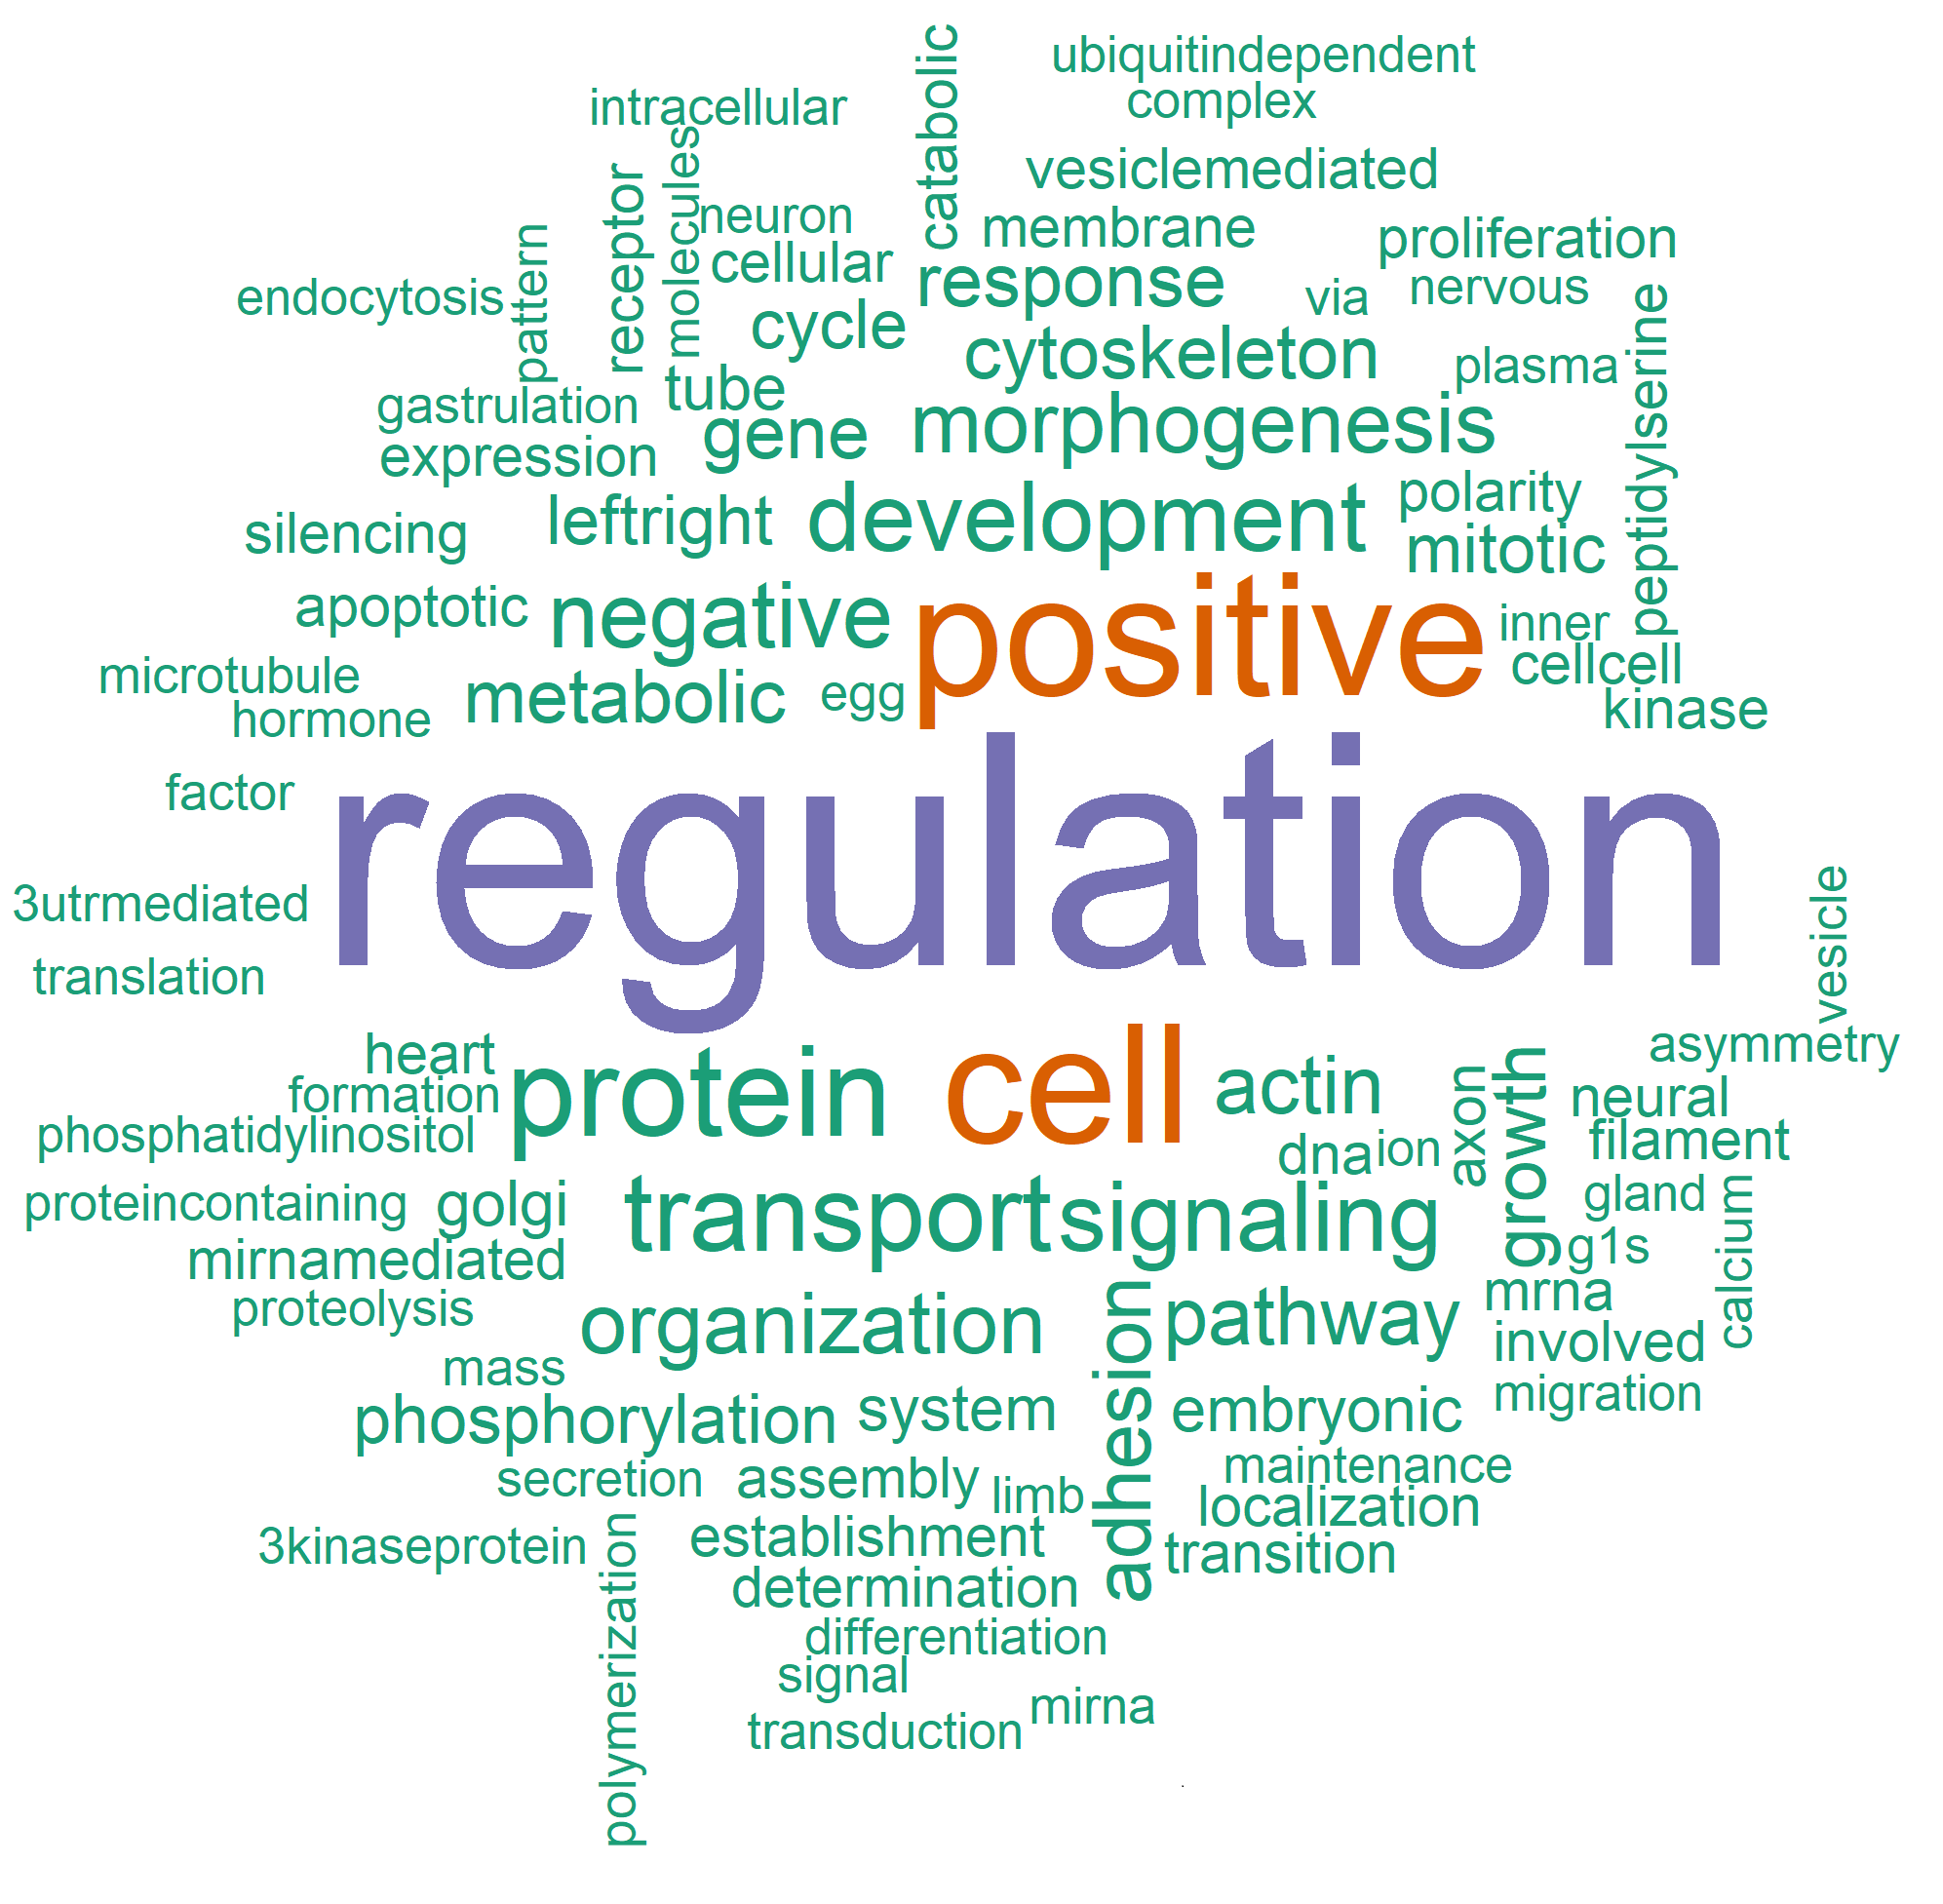 ubiquitindependent
complex
catabolic
intracellular
vesiclemediated
receptor
molecules
neuron
membrane
proliferation
cellular
response
via
nervous
endocytosis
pattern
cycle
cytoskeleton
plasma
peptidylserine
tube
gastrulation
gene
morphogenesis
expression
polarity
silencing
leftright
development
mitotic
apoptotic
negative
positive
inner
cellcell
microtubule
metabolic
egg
kinase
hormone
factor
regulation
3utrmediated
vesicle
translation
heart
protein
cell
actin
axon
growth
asymmetry
formation
neural
phosphatidylinositol
dna
ion
filament
proteincontaining
golgi
transport
signaling
gland
calcium
mirnamediated
g1s
proteolysis
organization
adhesion
pathway
mrna
involved
mass
phosphorylation
system
embryonic
migration
secretion
assembly
limb
maintenance
localization
3kinaseprotein
polymerization
establishment
transition
determination
differentiation
signal
mirna
transduction